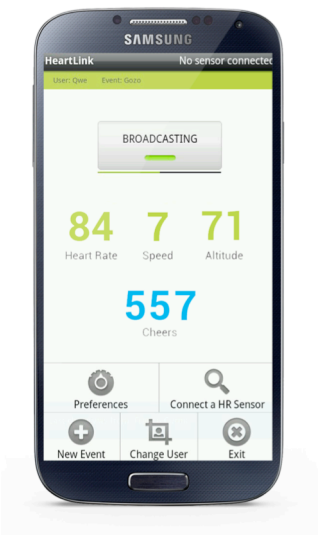 SAMSUNG
HeartLink No sensor connected
User: Qwe Event: Goco
BROADCASTING
84 7 71
Heart Rate Speed Altitude
557
Cheers
Preferences Connect a HR Sensor
New Event Change User Exit